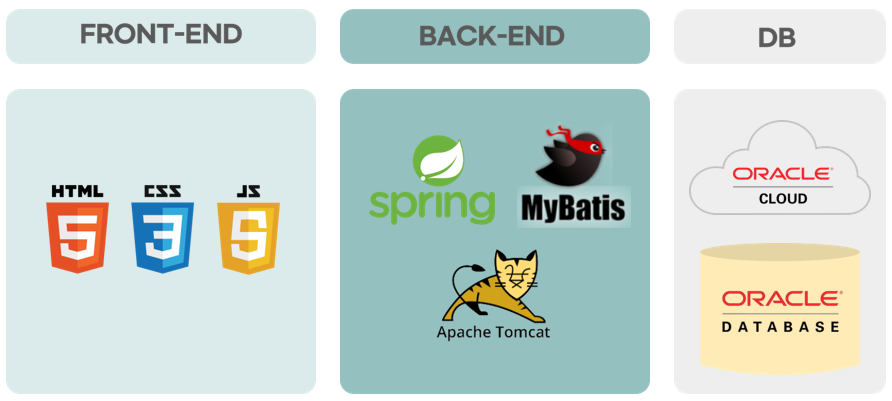 FRONT-END
BACK-END
DB
HTML
CSS
JS
5
3
5
spring
MyBatis
Apache Tomcat
ORACLE®
CLOUD
ORACLE®
DATABASE